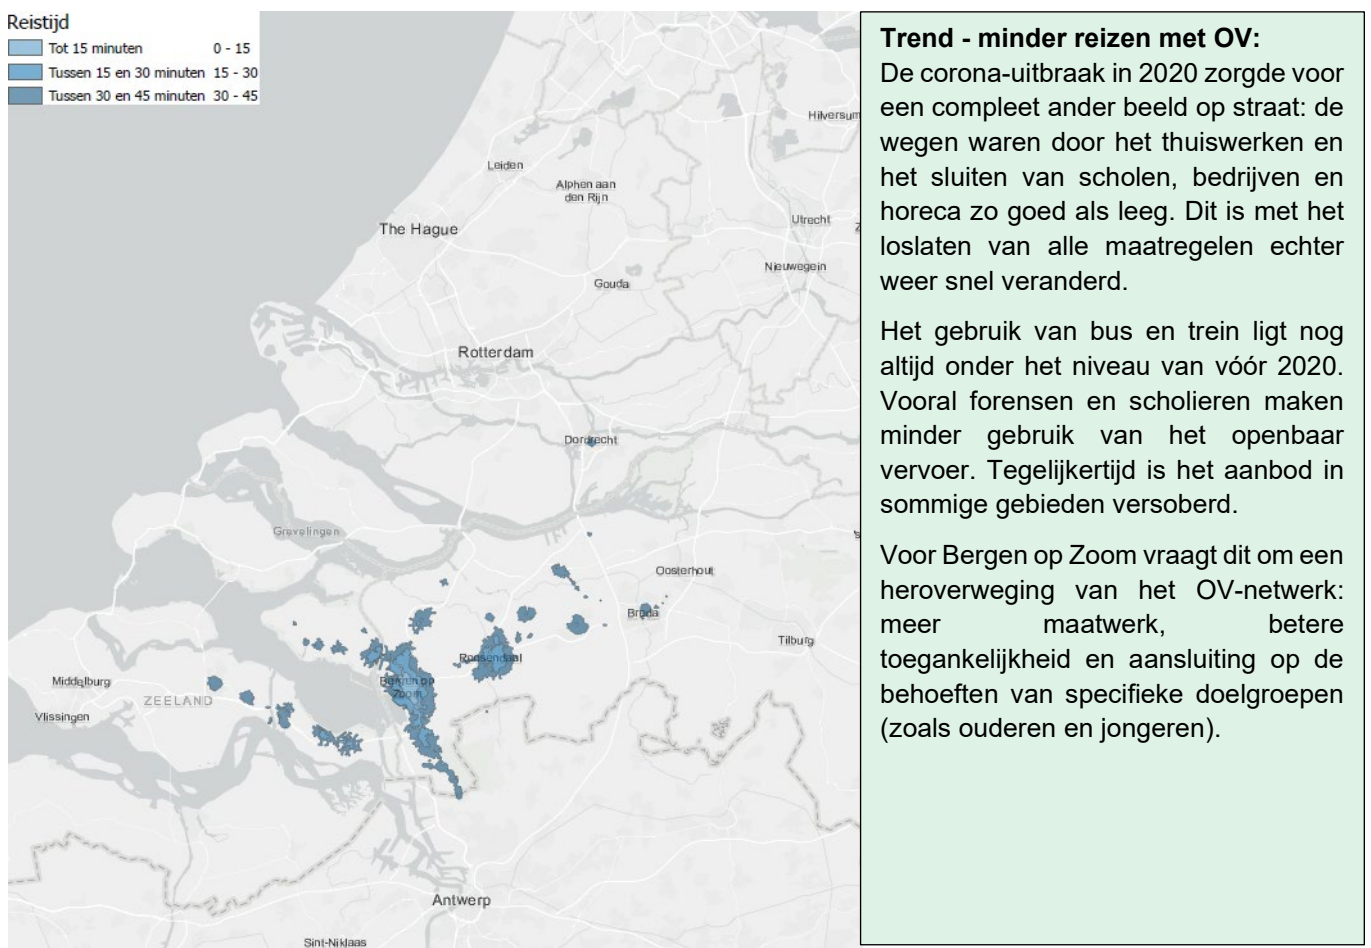 Reistijd
Tot 15 minuten 0 - 15
Tussen 15 en 30 minuten 15 - 30
Tussen 30 en 45 minuten 30 - 45
Hilversum
Leiden
Alphen aan
den Rijn
Utrecht
The Hague
Nieuwegein
Gouda
Rotterdam
Dordrecht
Grevelingen
Oosterhout
Breda
Tilburg
Roosendaal
Bergen op
Zoom
Middelburg
ZEELAND
Vlissingen
Antwerp
Sint-Niklaas
Trend - minder reizen met OV:
De corona-uitbraak in 2020 zorgde voor
een compleet ander beeld op straat: de
wegen waren door het thuiswerken en
het sluiten van scholen, bedrijven en
horeca zo goed als leeg. Dit is met het
loslaten van alle maatregelen echter
weer snel veranderd.
Het gebruik van bus en trein ligt nog
altijd onder het niveau van vóór 2020.
Vooral forensen en scholieren maken
minder gebruik van het openbaar
vervoer. Tegelijkertijd is het aanbod in
sommige gebieden versoberd.
Voor Bergen op Zoom vraagt dit om een
heroverweging van het OV-netwerk:
meer maatwerk, betere
toegankelijkheid en aansluiting op de
behoeften van specifieke doelgroepen
(zoals ouderen en jongeren).